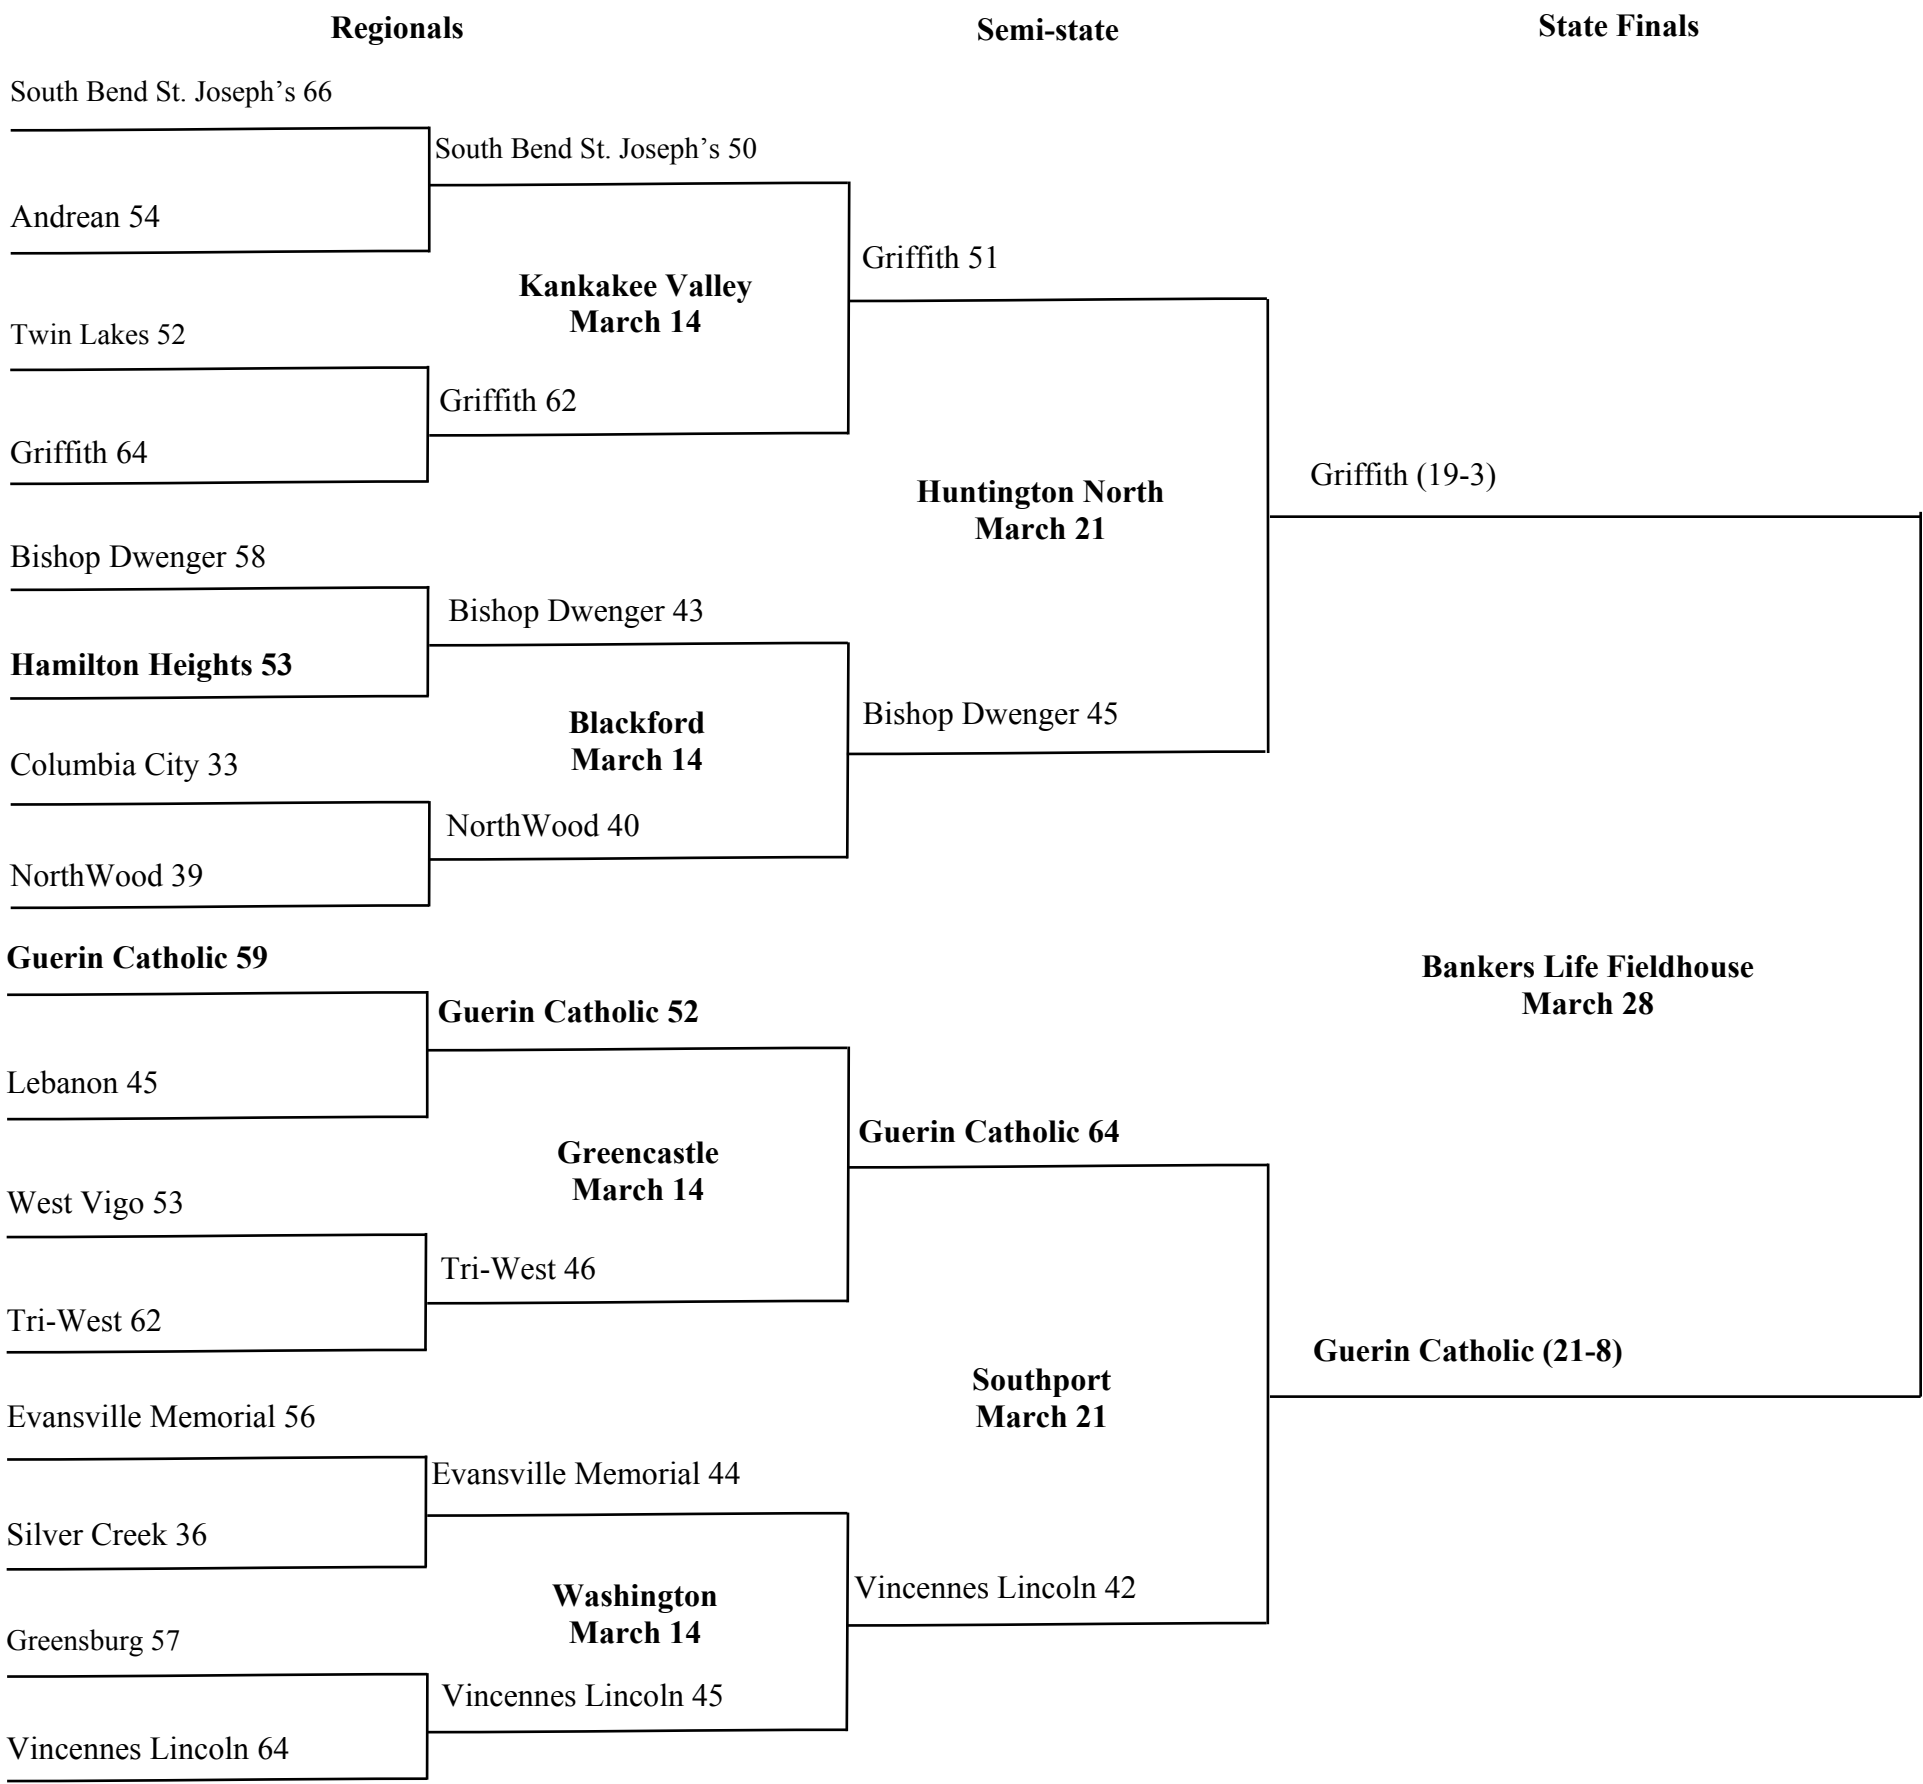 Regionals
Semi-state
State Finals
South Bend St. Joseph’s 66
South Bend St. Joseph’s 50
Andrean 54
Griffith 51
Kankakee Valley
March 14
Twin Lakes 52
Griffith 62
Griffith 64
Griffith (19-3)
Huntington North
March 21
Bishop Dwenger 58
Bishop Dwenger 43
Hamilton Heights 53
Bishop Dwenger 45
Blackford
March 14
Columbia City 33
NorthWood 40
NorthWood 39
Guerin Catholic 59
Bankers Life Fieldhouse
March 28
Guerin Catholic 52
Lebanon 45
Guerin Catholic 64
Greencastle
March 14
West Vigo 53
Tri-West 46
Tri-West 62
Guerin Catholic (21-8)
Southport
March 21
Evansville Memorial 56
Evansville Memorial 44
Silver Creek 36
Vincennes Lincoln 42
Washington
March 14
Greensburg 57
Vincennes Lincoln 45
Vincennes Lincoln 64